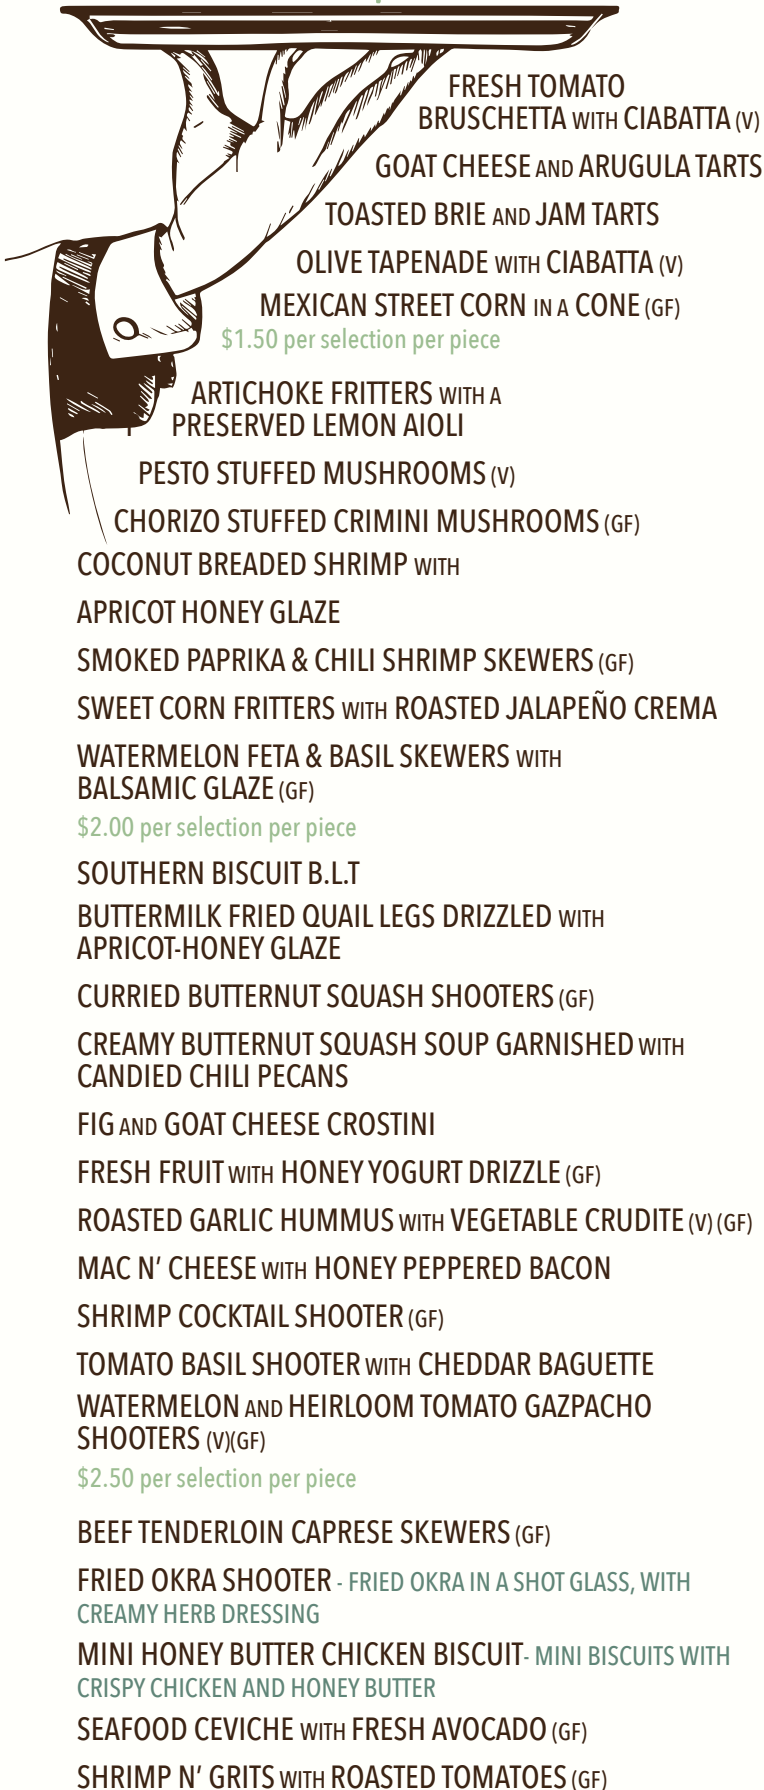 FRESH TOMATO
BRUSCHETTA WITH CIABATTA (V)
GOAT CHEESE AND ARUGULA TARTS
TOASTED BRIE AND JAM TARTS
OLIVE TAPENADE WITH CIABATTA (V)
MEXICAN STREET CORN IN A CONE (GF)
$1.50 per selection per piece
ARTICHOKE FRITTERS WITH A
PRESERVED LEMON AIOLI
PESTO STUFFED MUSHROOMS (V)
CHORIZO STUFFED CRIMINI MUSHROOMS (GF)
COCONUT BREADED SHRIMP WITH
APRICOT HONEY GLAZE
SMOKED PAPRIKA & CHILI SHRIMP SKEWERS (GF)
SWEET CORN FRITTERS WITH ROASTED JALAPEÑO CREMA
WATERMELON FETA & BASIL SKEWERS WITH
BALSAMIC GLAZE (GF)
$2.00 per selection per piece
SOUTHERN BISCUIT B.L.T
BUTTERMILK FRIED QUAIL LEGS DRIZZLED WITH
APRICOT-HONEY GLAZE
CURRIED BUTTERNUT SQUASH SHOOTERS (GF)
CREAMY BUTTERNUT SQUASH SOUP GARNISHED WITH
CANDIED CHILI PECANS
FIG AND GOAT CHEESE CROSTINI
FRESH FRUIT WITH HONEY YOGURT DRIZZLE (GF)
ROASTED GARLIC HUMMUS WITH VEGETABLE CRUDITE (V) (GF)
MAC N' CHEESE WITH HONEY PEPPERED BACON
SHRIMP COCKTAIL SHOOTER (GF)
TOMATO BASIL SHOOTER WITH CHEDDAR BAGUETTE
WATERMELON AND HEIRLOOM TOMATO GAZPACHO
SHOOTERS (V)(GF)
$2.50 per selection per piece
BEEF TENDERLOIN CAPRESE SKEWERS (GF)
FRIED OKRA SHOOTER - FRIED OKRA IN A SHOT GLASS, WITH
CREAMY HERB DRESSING
MINI HONEY BUTTER CHICKEN BISCUIT- MINI BISCUITS WITH
CRISPY CHICKEN AND HONEY BUTTER
SEAFOOD CEVICHE WITH FRESH AVOCADO (GF)
SHRIMP N' GRITS WITH ROASTED TOMATOES (GF)